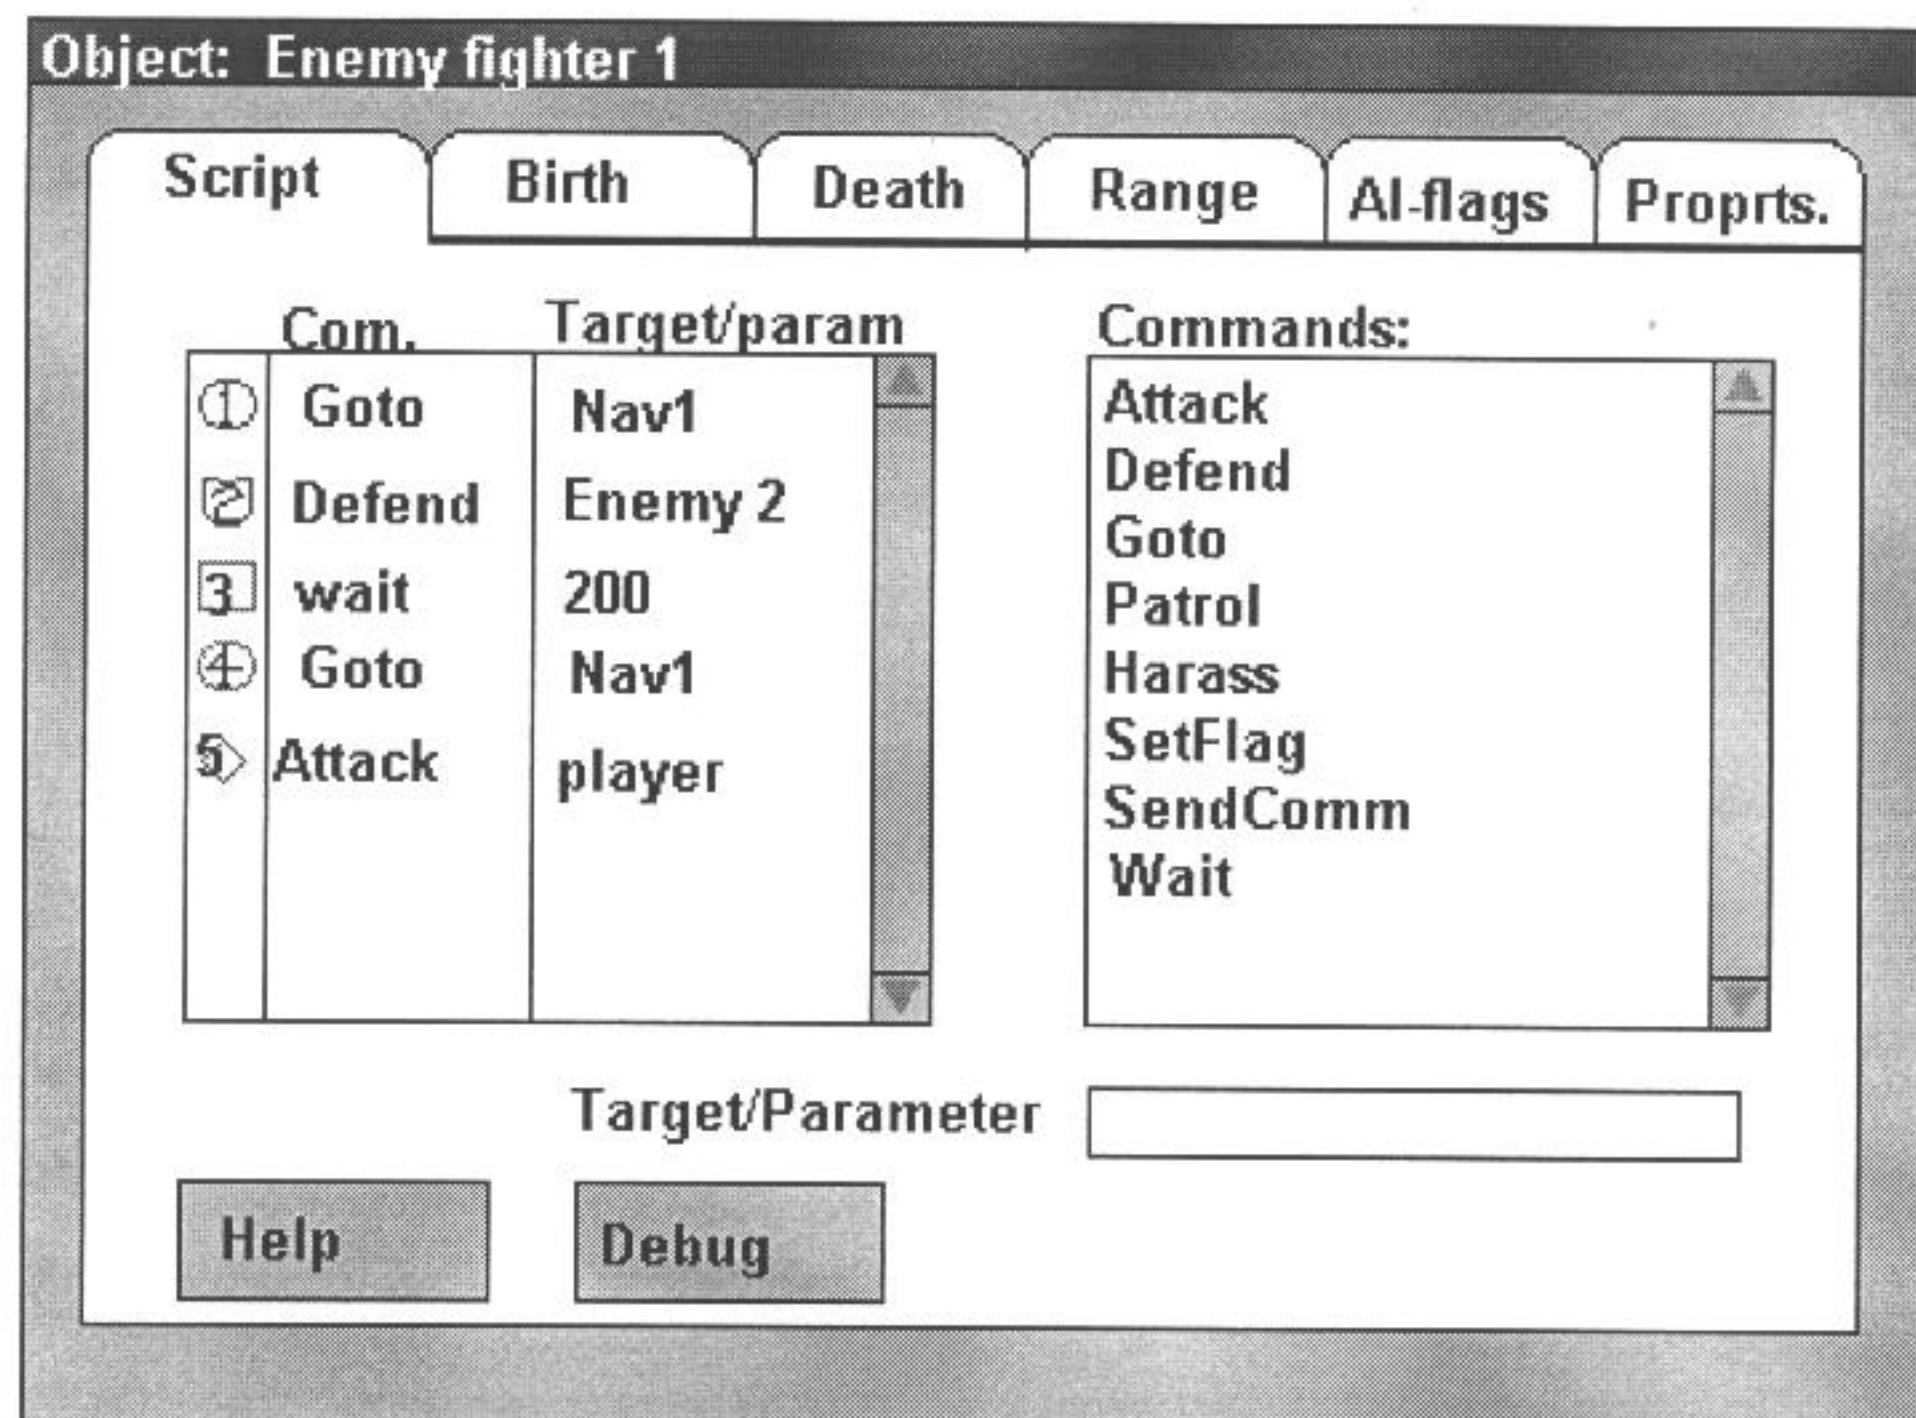 Object: Enemy fighter 1
Script Birth Death Range AI-flags Proprts.
Com. Target/param
1 Goto Nav1
2 Defend Enemy 2
3 wait 200
4 Goto Nav1
5 Attack player
Commands:
Attack
Defend
Goto
Patrol
Harass
SetFlag
SendComm
Wait
Target/Parameter
Help Debug